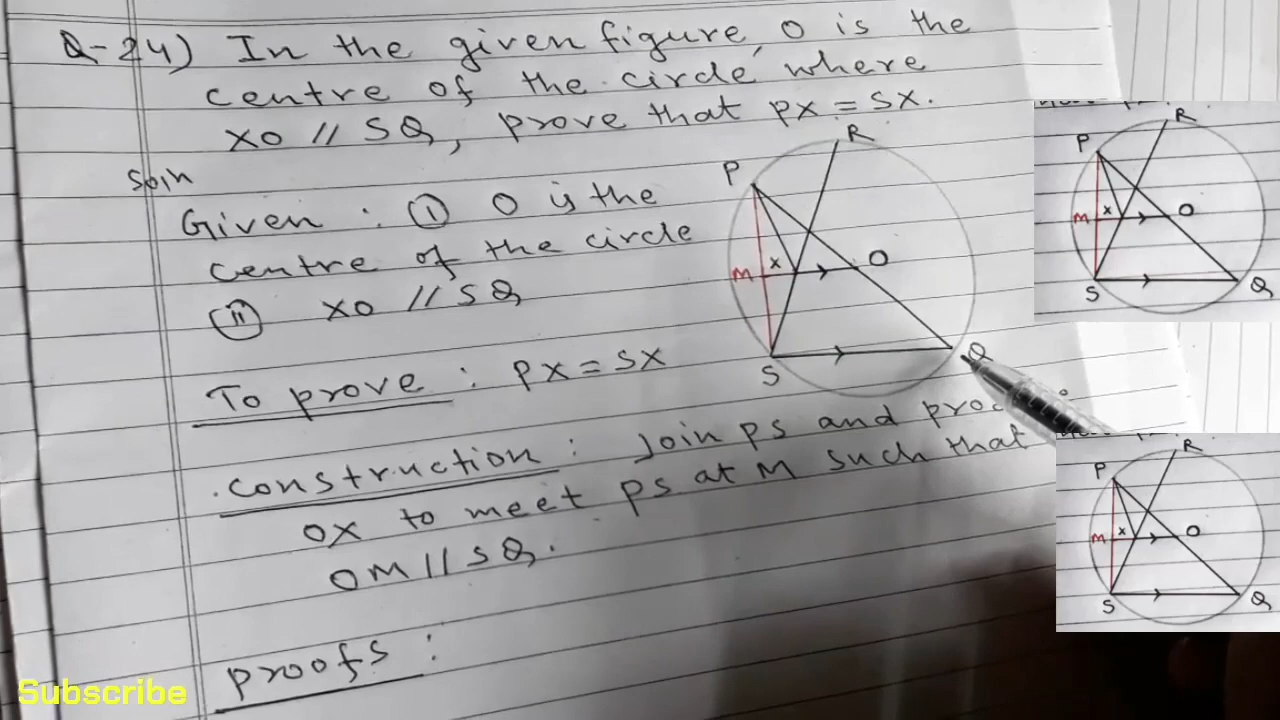 Q-24) In the given figure, O is the
centre of the circle where
XO // SQ, prove that PX = SX.
Soln
Given : (i) O is the
centre of the circle
(ii) XO // SQ
To prove : PX = SX
Construction : Join PS and
OX to meet PS at M such that
OM // SQ.
Proofs :
P
R
M
X
O
S
Q
R
P
M
X
O
S
Q
R
P
M
X
O
S
Q
Subscribe